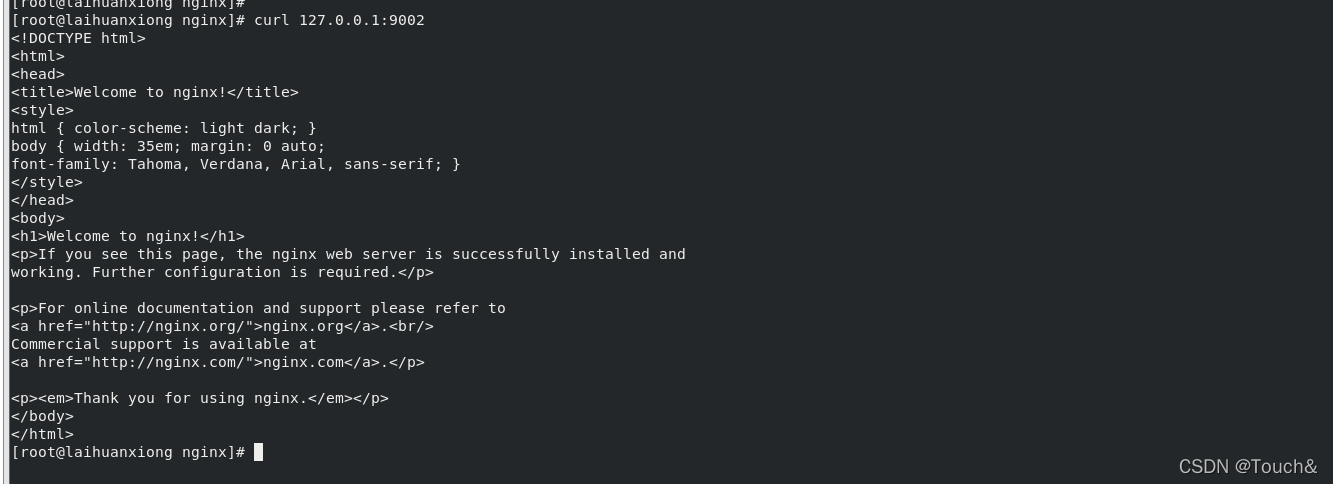 [root@laihuanxiong nginx]#
[root@laihuanxiong nginx]# curl 127.0.0.1:9002
<!DOCTYPE html>
<html>
<head>
<title>Welcome to nginx!</title>
<style>
html { color-scheme: light dark; }
body { width: 35em; margin: 0 auto;
font-family: Tahoma, Verdana, Arial, sans-serif; }
</style>
</head>
<body>
<h1>Welcome to nginx!</h1>
<p>If you see this page, the nginx web server is successfully installed and
working. Further configuration is required.</p>

<p>For online documentation and support please refer to
<a href="http://nginx.org/">nginx.org</a>.<br/>
Commercial support is available at
<a href="http://nginx.com/">nginx.com</a>.</p>

<p><em>Thank you for using nginx.</em></p>
</body>
</html>
[root@laihuanxiong nginx]#
CSDN @Touch&